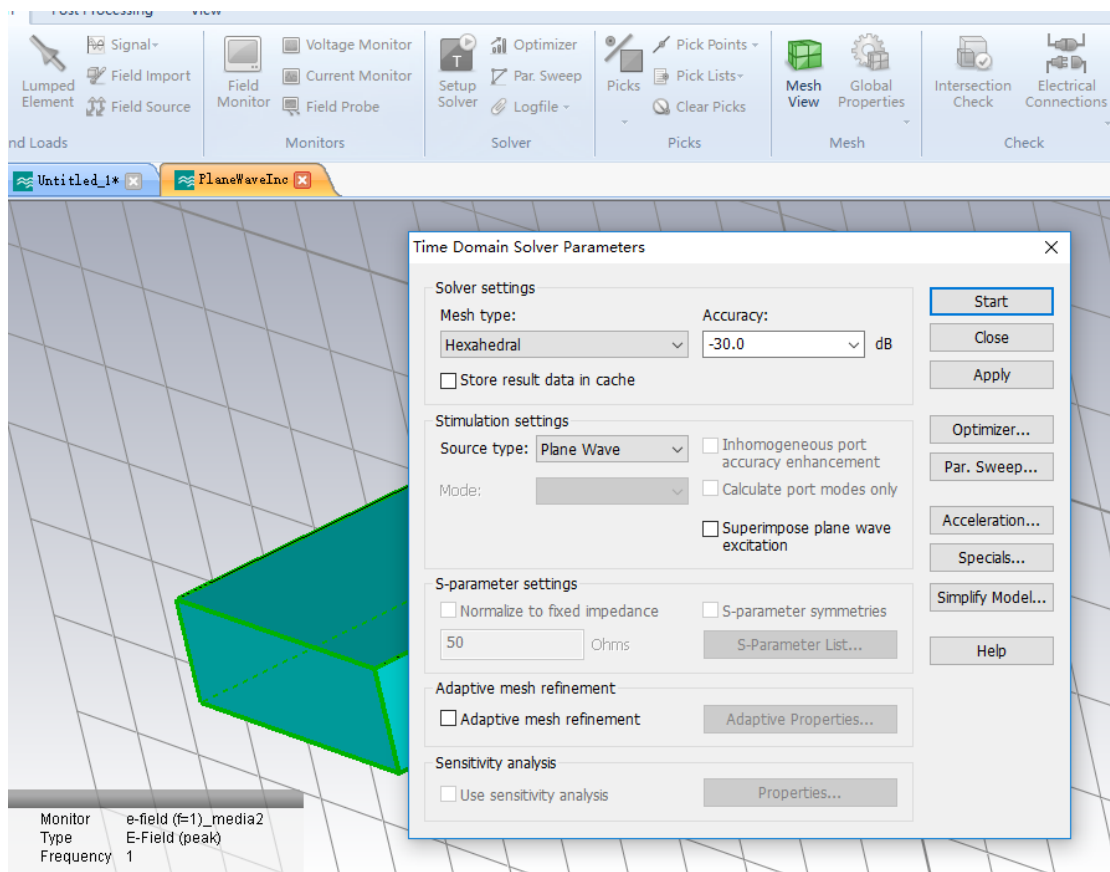 Post Processing View
Signal
Field Import
Field Source
Lumped
Element
Field
Monitor
Voltage Monitor
Current Monitor
Field Probe
Setup
Solver
Optimizer
Par. Sweep
Logfile
Picks
Pick Points
Pick Lists
Clear Picks
Mesh
View
Global
Properties
Intersection
Check
Electrical
Connections
nd Loads
Monitors
Solver
Picks
Mesh
Check
Untitled_1*
PlaneWaveInc
Time Domain Solver Parameters
Solver settings
Mesh type:
Accuracy:
Hexahedral
-30.0
dB
Store result data in cache
Start
Close
Apply
Stimulation settings
Source type: Plane Wave
Inhomogeneous port
accuracy enhancement
Mode:
Calculate port modes only
Superimpose plane wave
excitation
Optimizer...
Par. Sweep...
Acceleration...
Specials...
Simplify Model...
Help
S-parameter settings
Normalize to fixed impedance
S-parameter symmetries
50
Ohms
S-Parameter List...
Adaptive mesh refinement
Adaptive mesh refinement
Adaptive Properties...
Sensitivity analysis
Use sensitivity analysis
Properties...
Monitor e-field (f=1)_media2
Type E-Field (peak)
Frequency 1